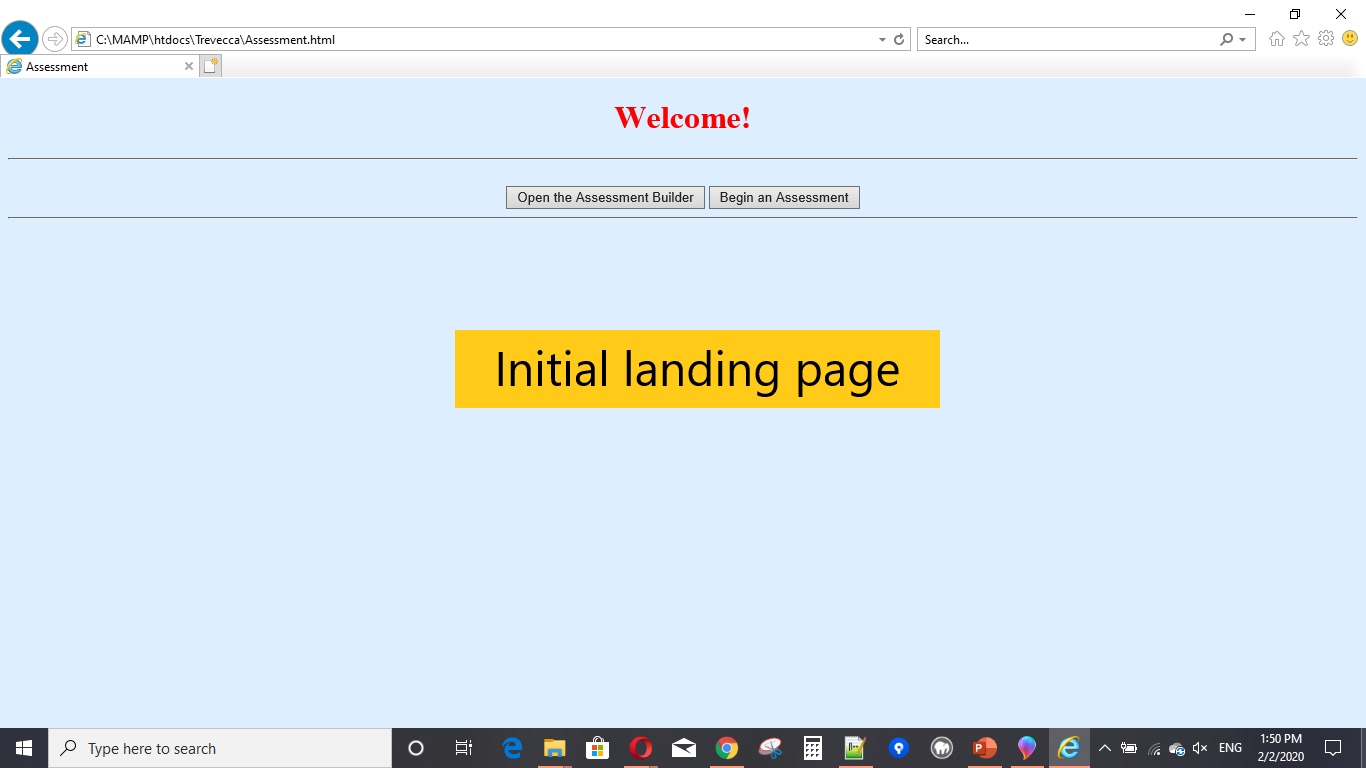 C:\MAMP\htdocs\Trevecca\Assessment.html
Search...
Assessment
Welcome!
Open the Assessment Builder Begin an Assessment
Initial landing page
Type here to search
ENG
1:50 PM
2/2/2020